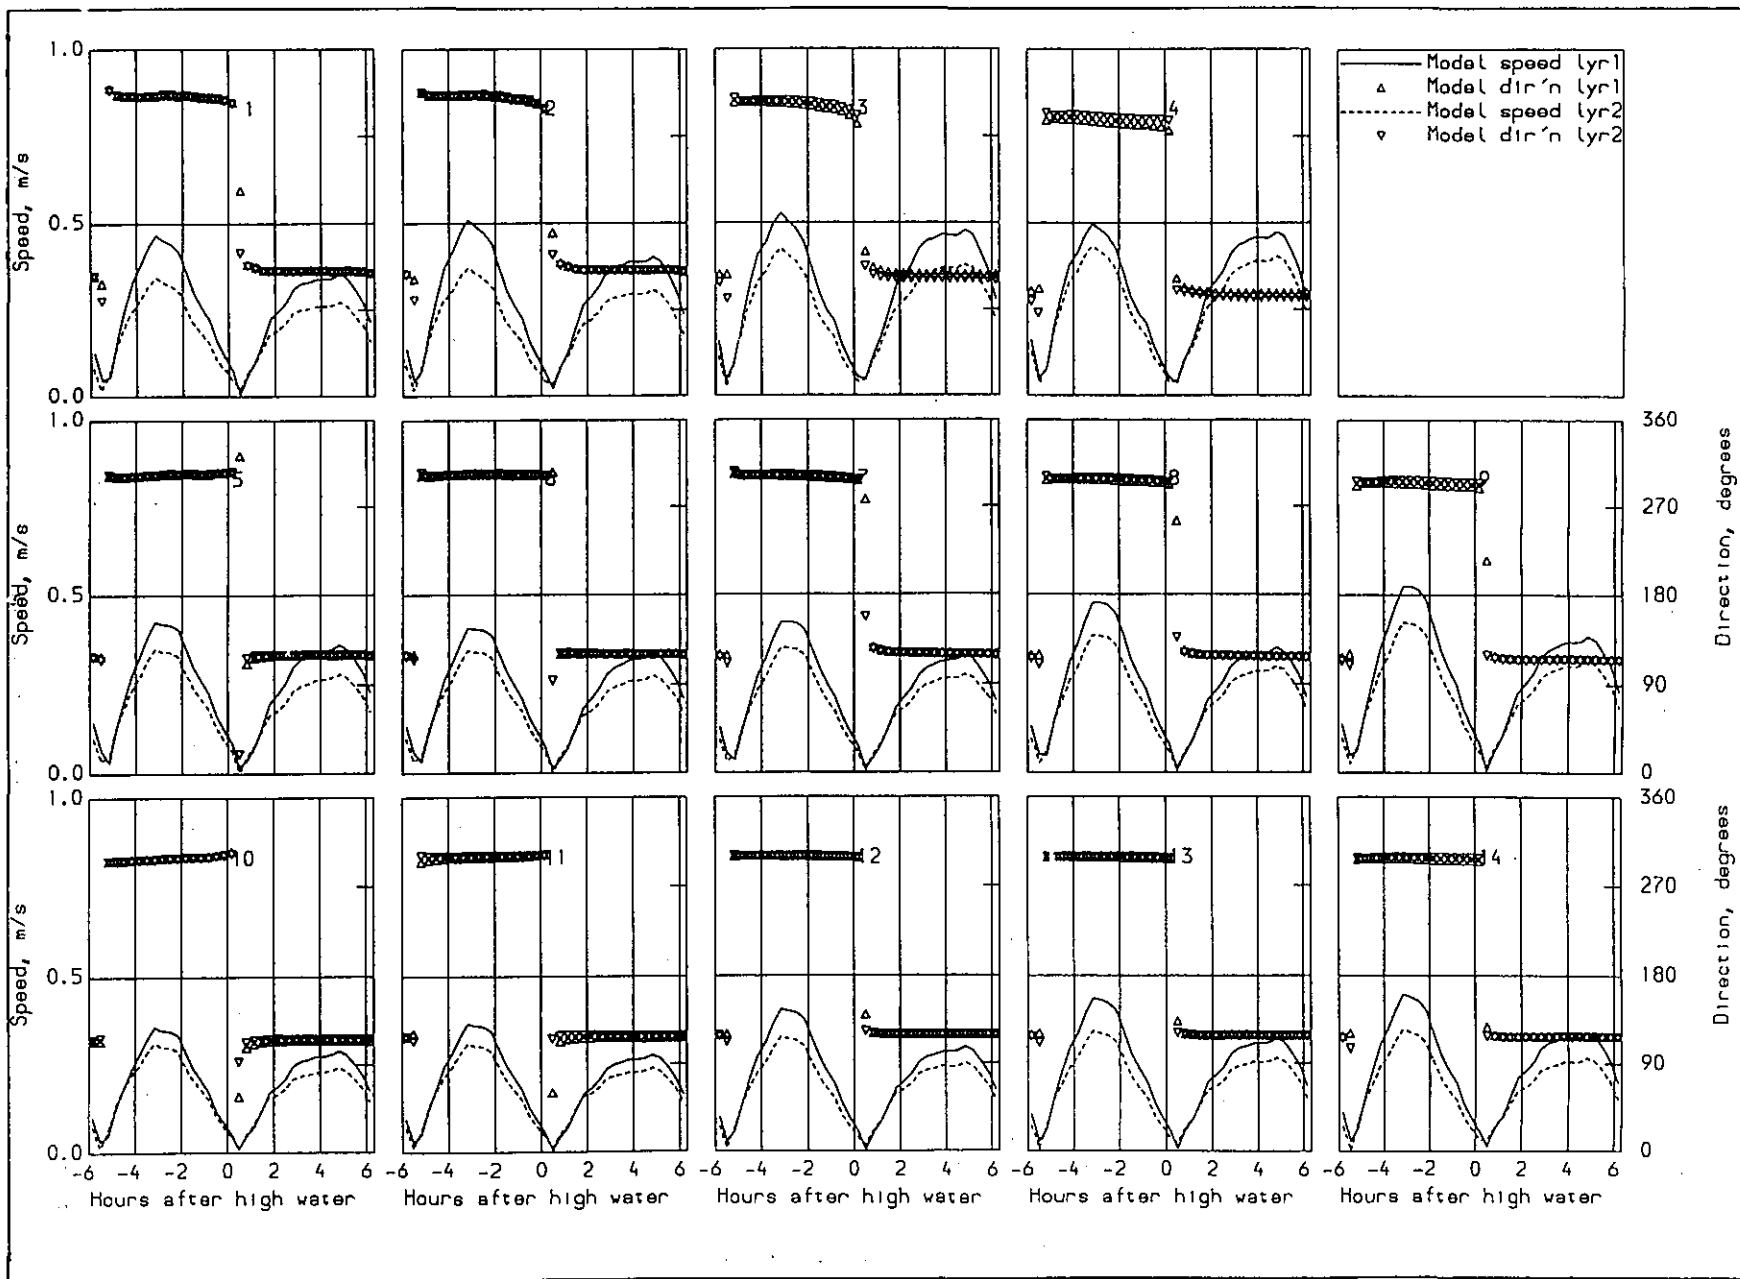 1.0
Speed, m/s
0.5
0.0
1
2
3
4
Model speed lyr1
Model dir'n lyr1
Model speed lyr2
Model dir'n lyr2
1.0
Speed, m/s
0.5
0.0
5
6
7
8
9
360
270
180
90
0
Direction, degrees
1.0
Speed, m/s
0.5
0.0
10
11
12
13
14
360
270
180
90
0
Direction, degrees
-6 -4 -2 0 2 4 6
-6 -4 -2 0 2 4 6
-6 -4 -2 0 2 4 6
-6 -4 -2 0 2 4 6
-6 -4 -2 0 2 4 6
Hours after high water
Hours after high water
Hours after high water
Hours after high water
Hours after high water